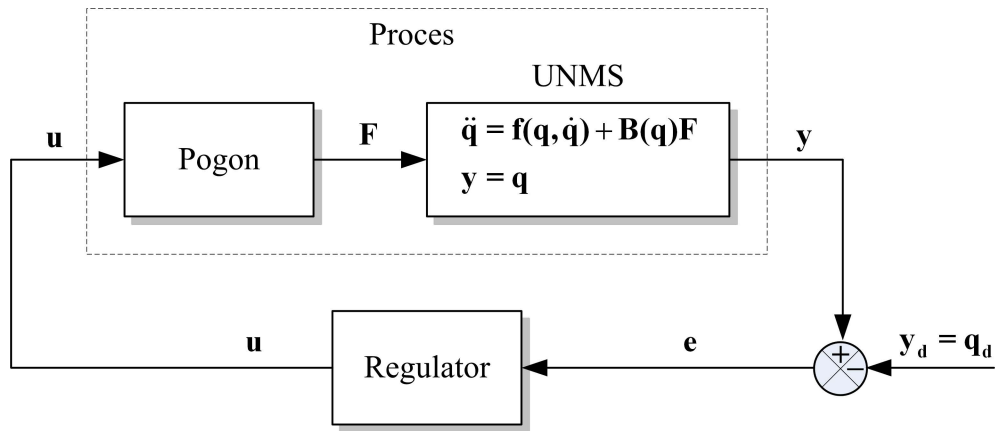 Proces
UNMS
u
Pogon
F
q̈ = f(q, q̇) + B(q)F
y = q
y
u
Regulator
e
+
−
y_d = q_d